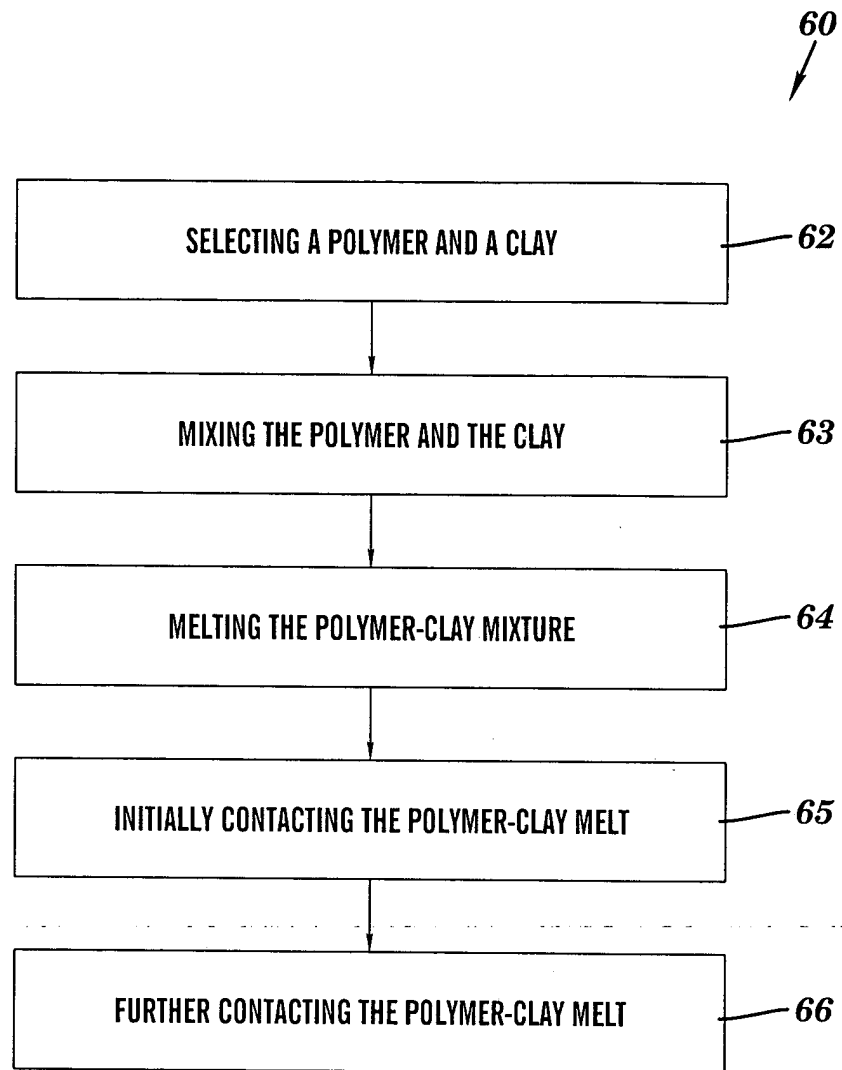 60
SELECTING A POLYMER AND A CLAY
62
MIXING THE POLYMER AND THE CLAY
63
MELTING THE POLYMER-CLAY MIXTURE
64
INITIALLY CONTACTING THE POLYMER-CLAY MELT
65
FURTHER CONTACTING THE POLYMER-CLAY MELT
66